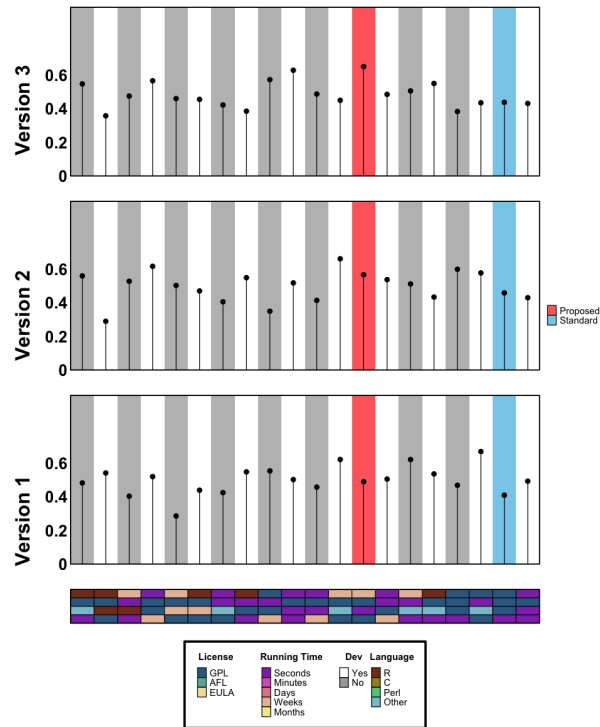 Version 3
0.6
0.4
0.2
0
Version 2
0.6
0.4
0.2
0
Proposed
Standard
Version 1
0.6
0.4
0.2
0
License Running Time Dev Language
GPL Seconds Yes R
AFL Minutes No C
EULA Days Perl
Weeks Other
Months